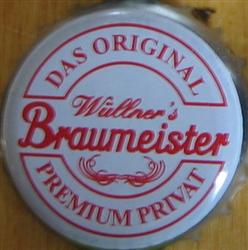 DAS ORIGINAL
Wüllner's
Braumeister
PREMIUM PRIVAT